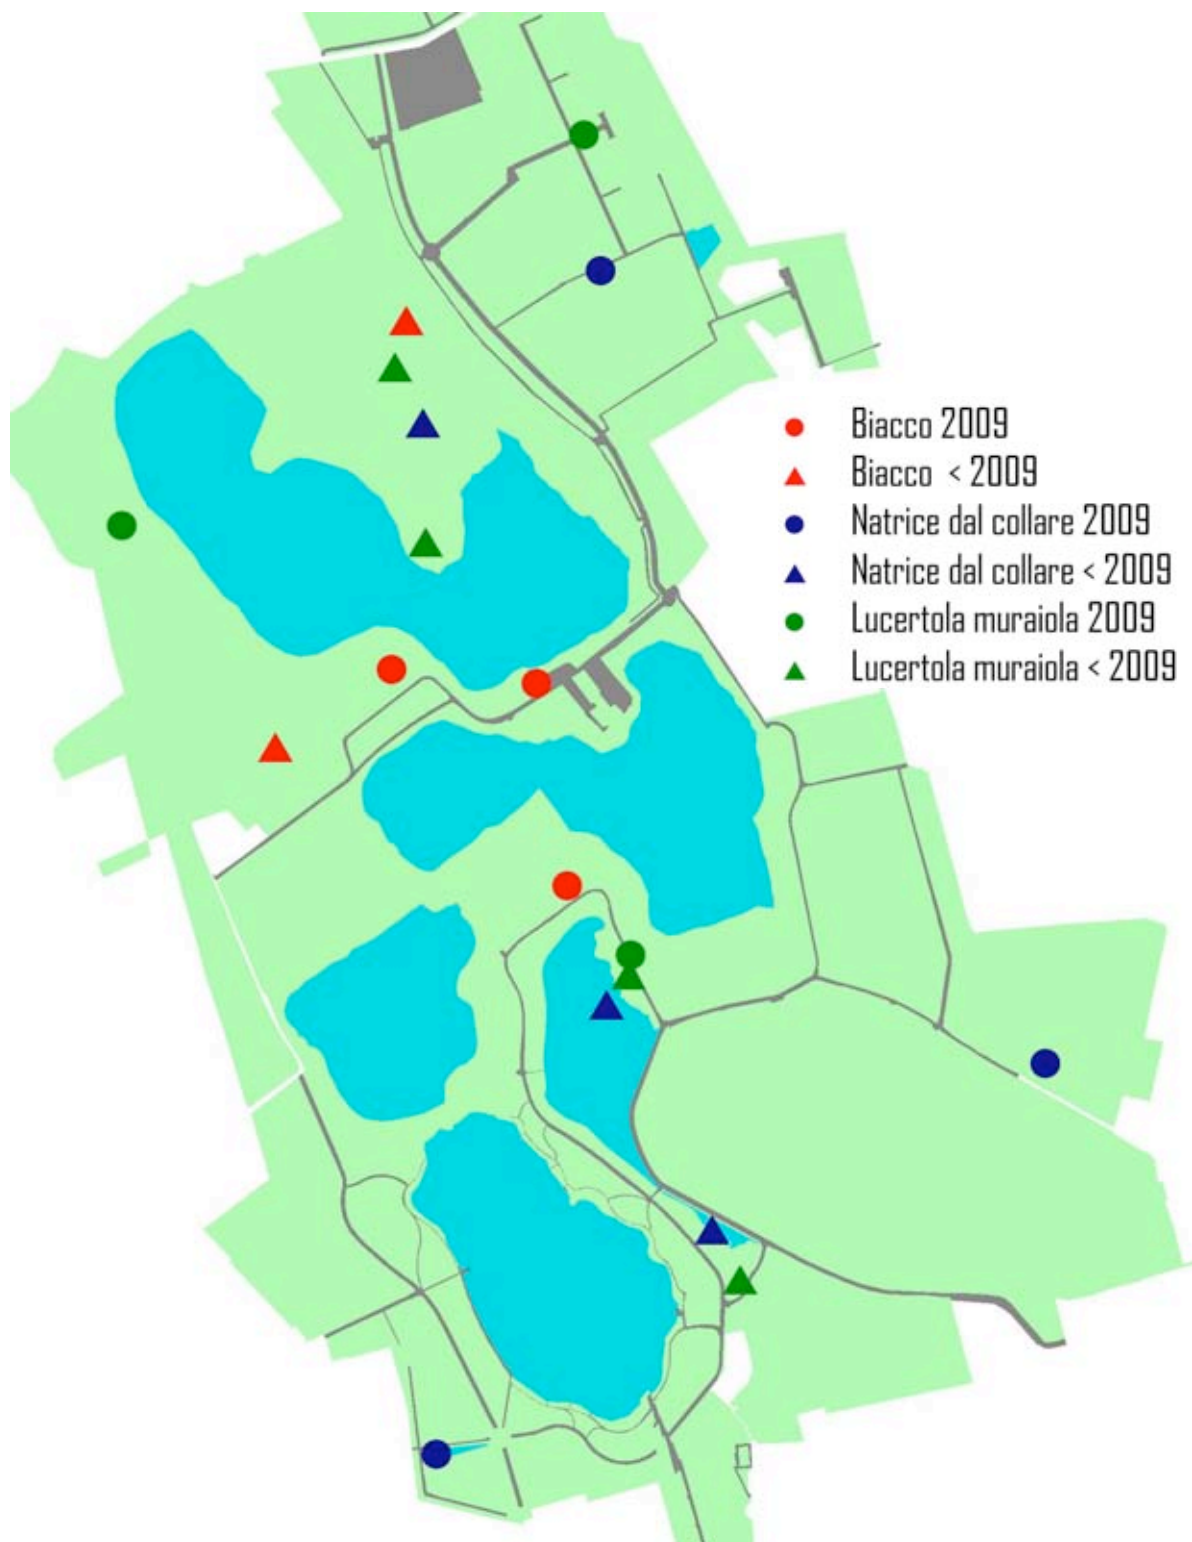 Biacco 2009
Biacco < 2009
Natrice dal collare 2009
Natrice dal collare < 2009
Lucertola muraiola 2009
Lucertola muraiola < 2009